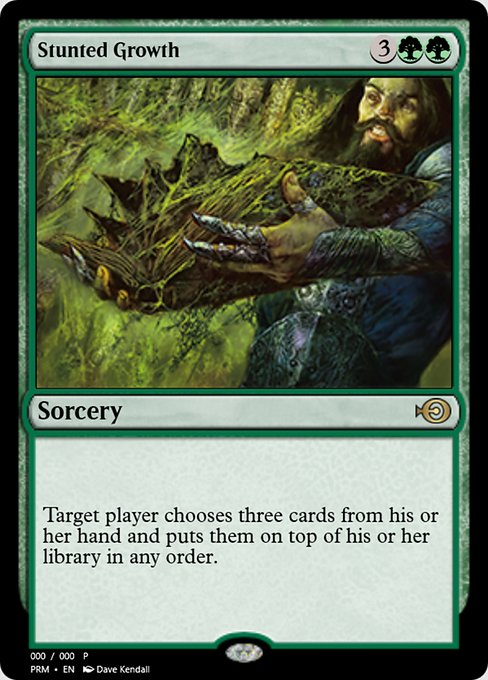 Stunted Growth 3
Sorcery
Target player chooses three cards from his or
her hand and puts them on top of his or her
library in any order.
000 / 000 P
PRM • EN Dave Kendall